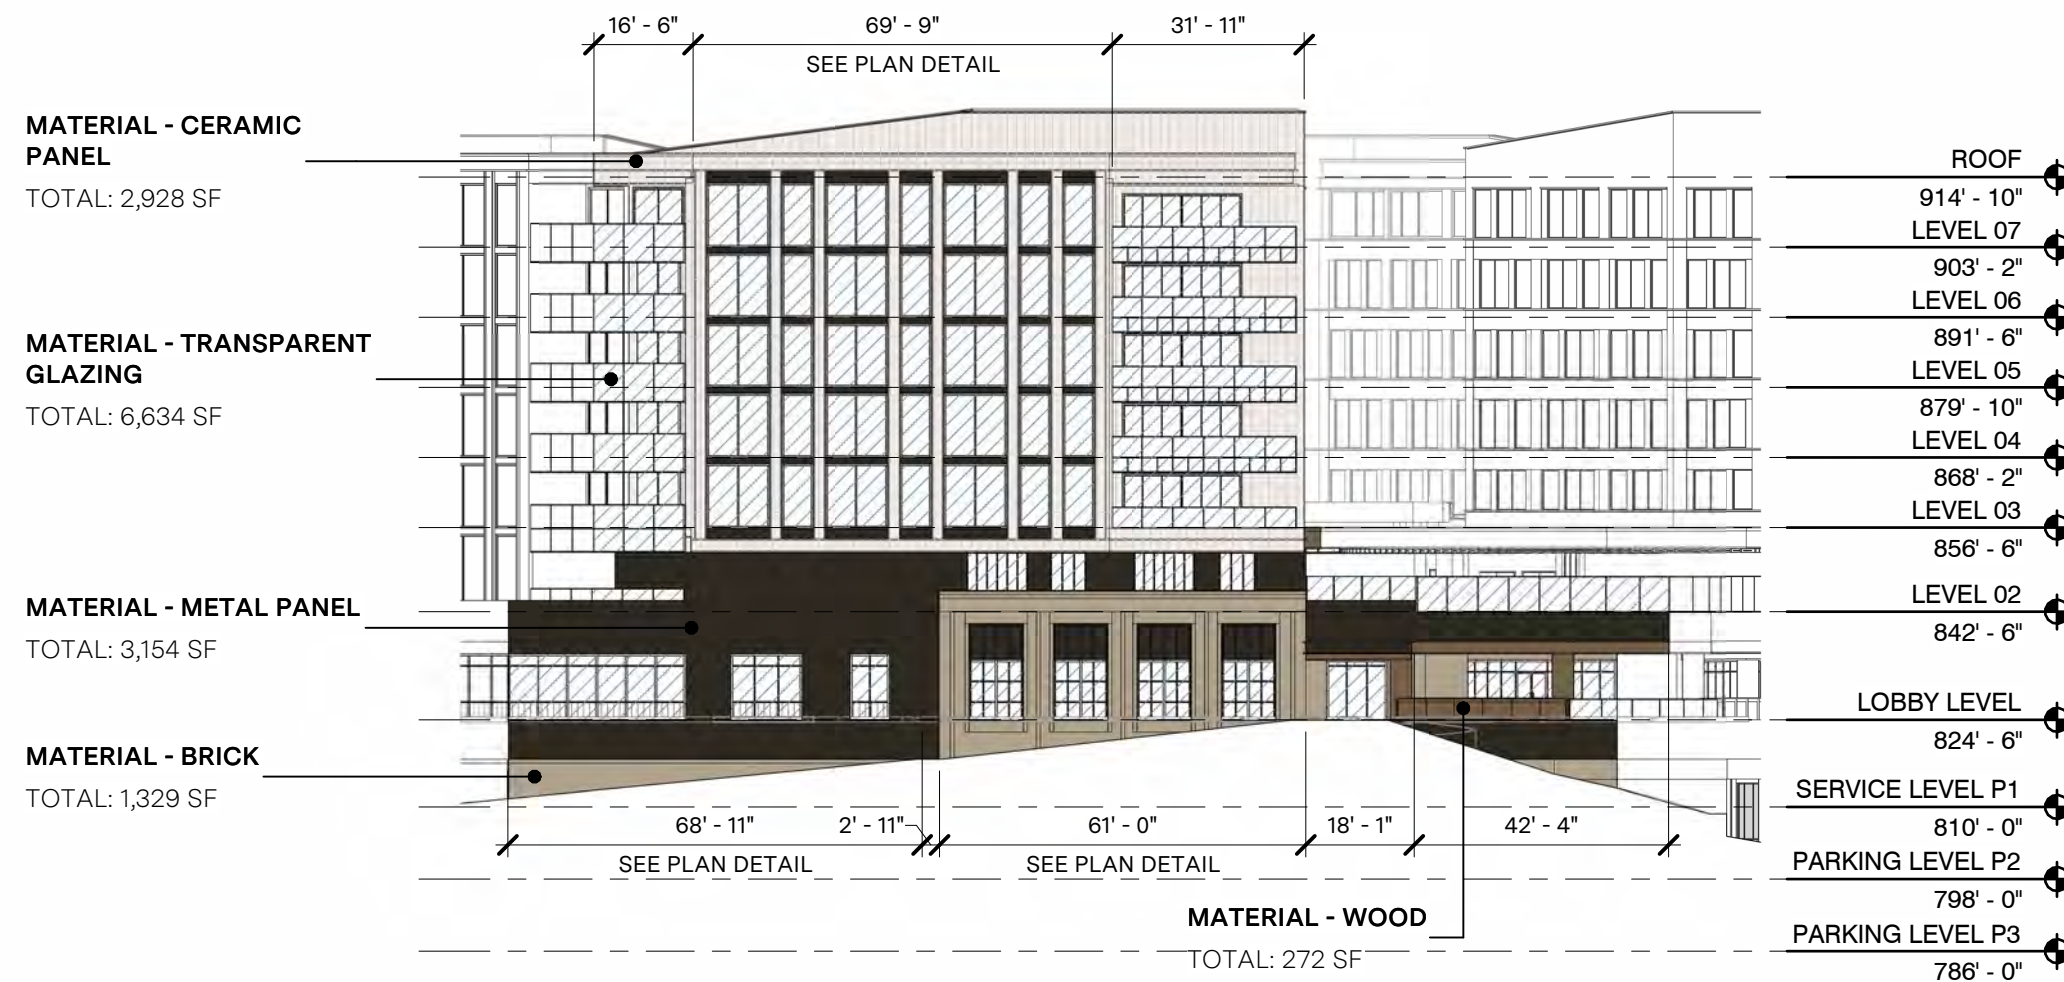 16' - 6"
69' - 9"
31' - 11"
SEE PLAN DETAIL
MATERIAL - CERAMIC
PANEL
TOTAL: 2,928 SF
MATERIAL - TRANSPARENT
GLAZING
TOTAL: 6,634 SF
MATERIAL - METAL PANEL
TOTAL: 3,154 SF
MATERIAL - BRICK
TOTAL: 1,329 SF
ROOF
914' - 10"
LEVEL 07
903' - 2"
LEVEL 06
891' - 6"
LEVEL 05
879' - 10"
LEVEL 04
868' - 2"
LEVEL 03
856' - 6"
LEVEL 02
842' - 6"
LOBBY LEVEL
824' - 6"
SERVICE LEVEL P1
810' - 0"
PARKING LEVEL P2
798' - 0"
PARKING LEVEL P3
786' - 0"
68' - 11"
2' - 11"
61' - 0"
18' - 1"
42' - 4"
SEE PLAN DETAIL
SEE PLAN DETAIL
MATERIAL - WOOD
TOTAL: 272 SF